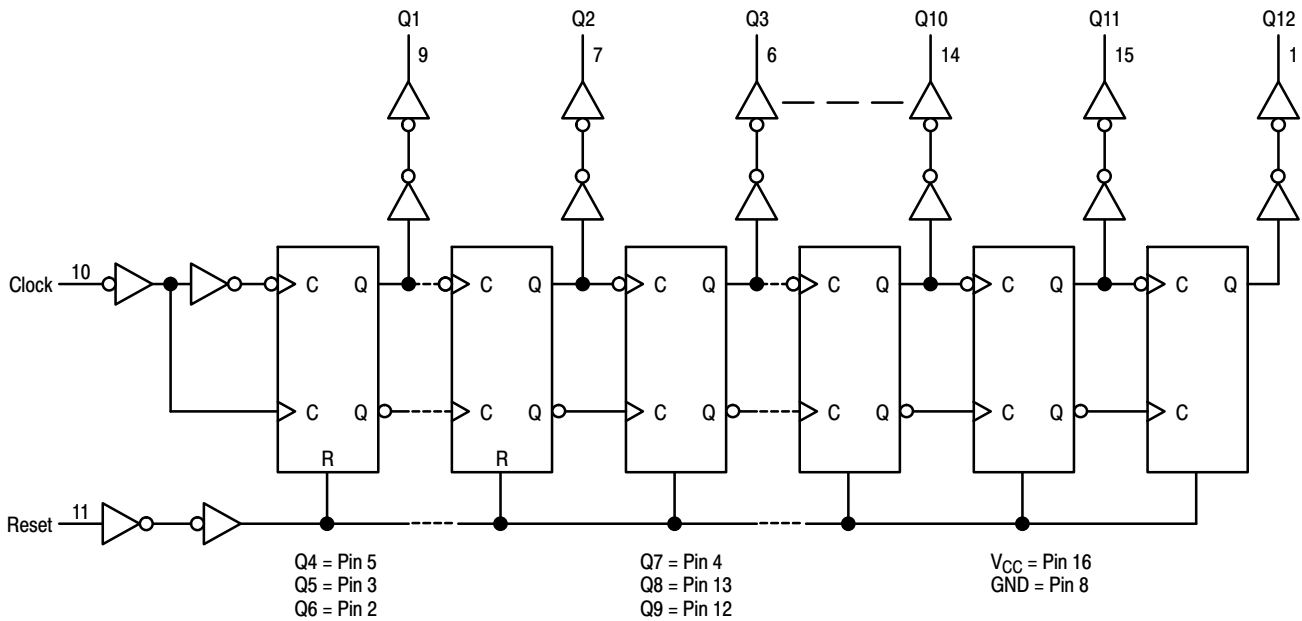 Q1 Q2 Q3 Q10 Q11 Q12
9 7 6 14 15 1
Clock 10 C Q C Q C Q C Q C Q C Q
C Q C Q C Q C Q C Q C
R R
Reset 11
Q4 = Pin 5
Q5 = Pin 3
Q6 = Pin 2
Q7 = Pin 4
Q8 = Pin 13
Q9 = Pin 12
VCC = Pin 16
GND = Pin 8